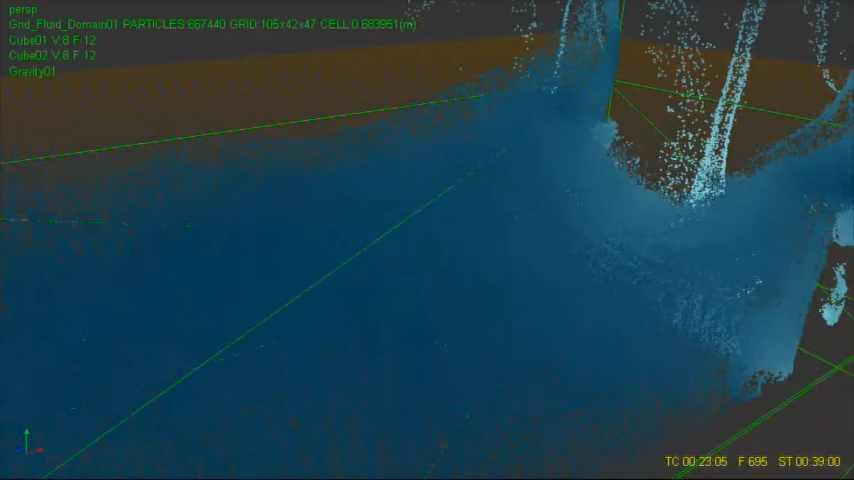 persp
Grid_Fluid_Domain01 PARTICLES:667440 GRID:105x42x47 CELL:0.683951(m)
Cube01 V:8 F:12
Cube02 V:8 F:12
Gravity01
TC 00:23:05 F 695 ST 00:39:00